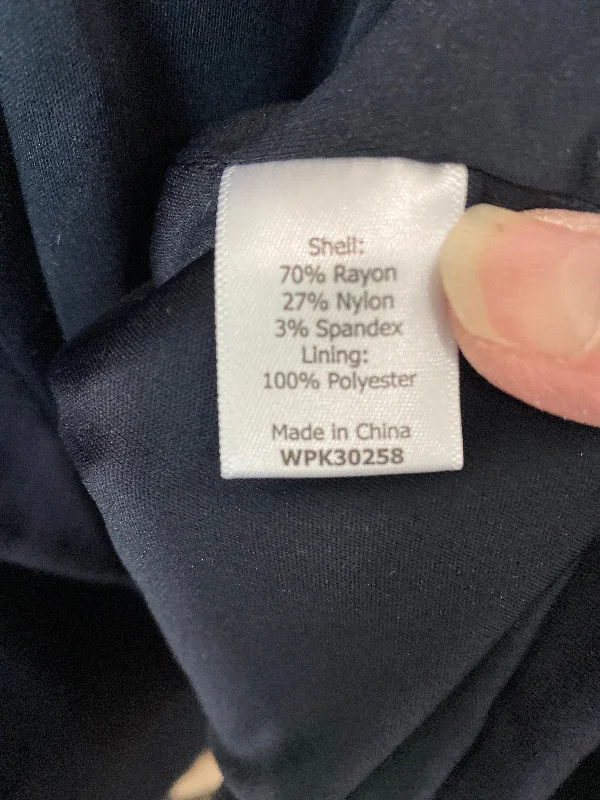 Shell:
70% Rayon
27% Nylon
3% Spandex
Lining:
100% Polyester
Made in China
WPK30258